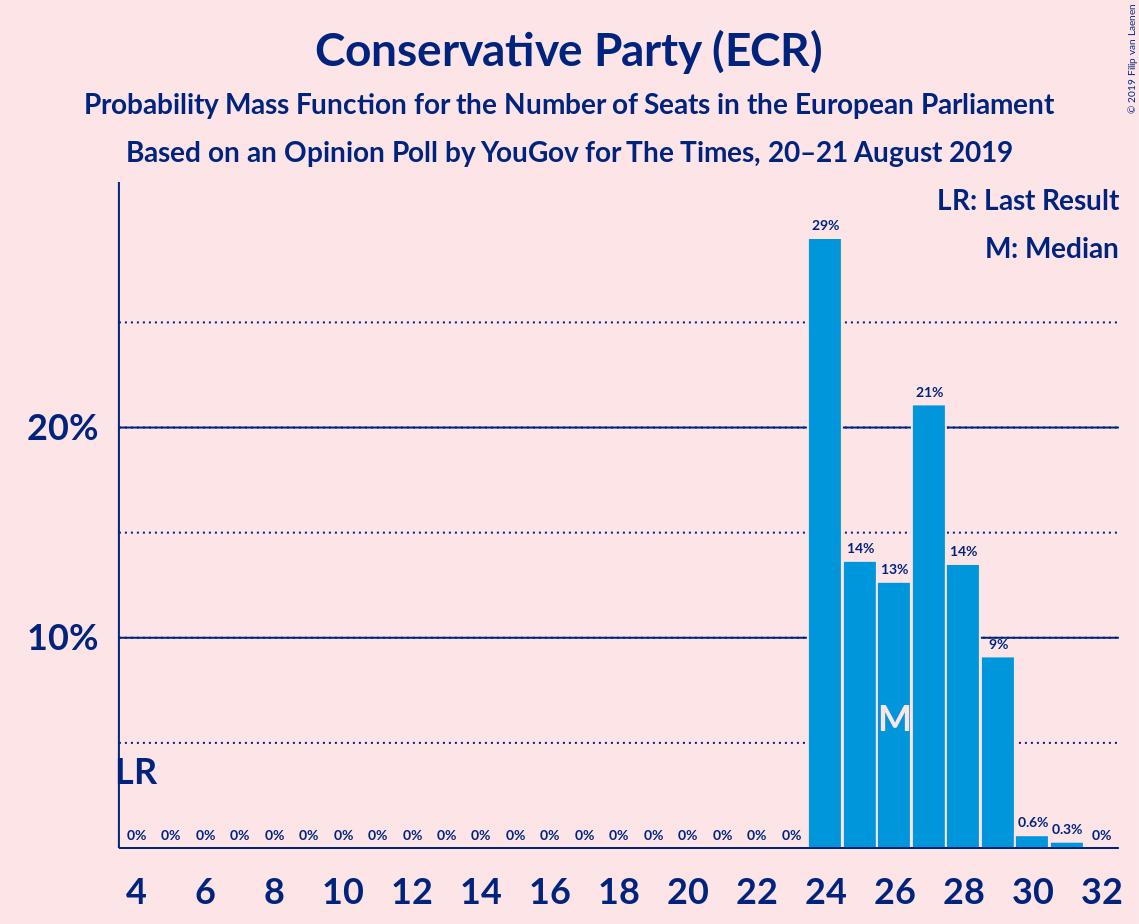 Conservative Party (ECR)
Probability Mass Function for the Number of Seats in the European Parliament
Based on an Opinion Poll by YouGov for The Times, 20–21 August 2019
© 2019 Filip van Laenen
LR: Last Result
M: Median
29%
21%
20%
14% 13% 14%
10%
9%
M
LR
0% 0% 0% 0% 0% 0% 0% 0% 0% 0% 0% 0% 0% 0% 0% 0% 0% 0% 0% 0% 0.6% 0.3% 0%
4 6 8 10 12 14 16 18 20 22 24 26 28 30 32